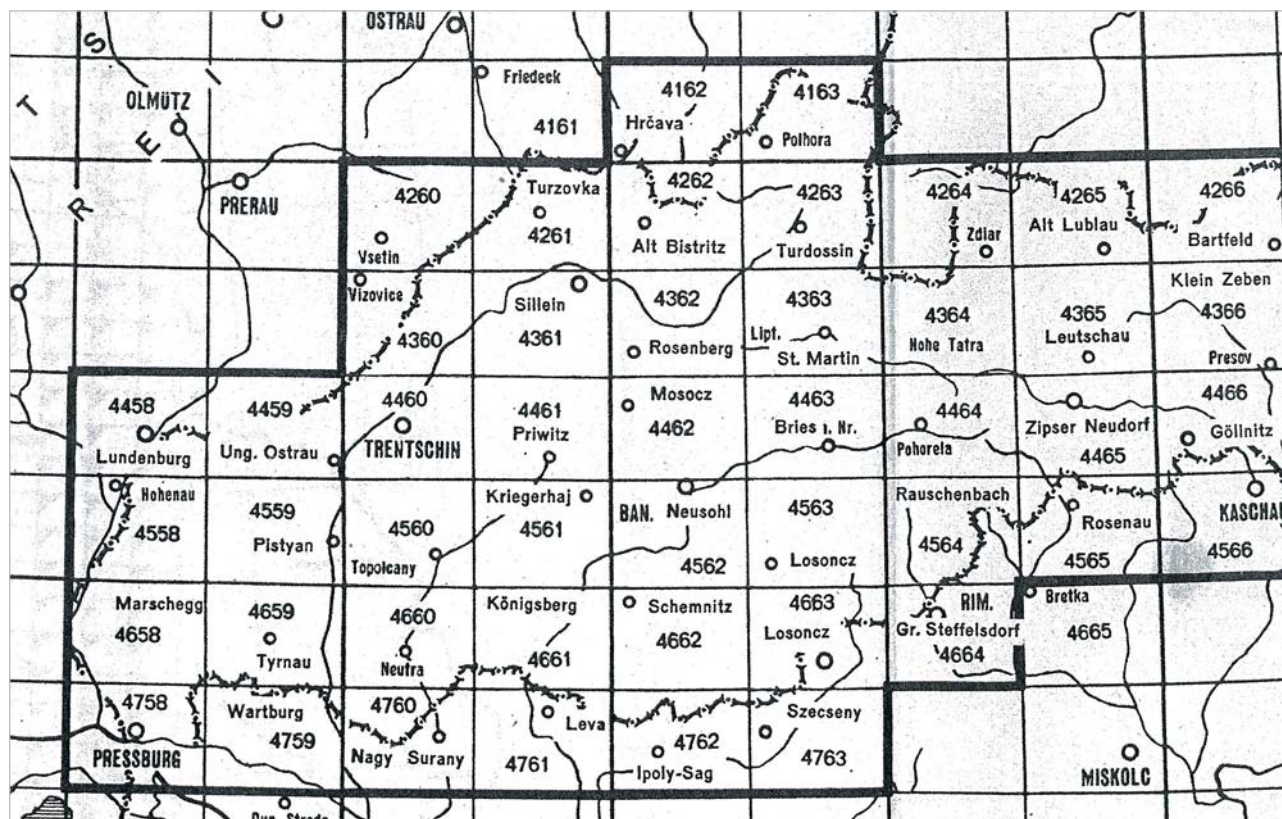 OSTRAU
OLMÜTZ
T
S
R
E
I
C
Friedeck
4161
4162
Hrčava
4163
Polhora
PRERAU
4260
Vsetin
Vizovice
Turzovka
4261
4262
Alt Bistritz
4263
Turdossin
4264
Zdiar
4265
Alt Lublau
4266
Bartfeld
4360
Sillein
4361
4362
Rosenberg
4363
Lipt.
St. Martin
4364
Hohe Tatra
4365
Leutschau
Klein Zeben
4366
Presov
4458
Lundenburg
4459
Ung. Ostrau
4460
TRENTSCHIN
4461
Priwitz
Mosocz
4462
4463
Bries
4464
Pohorela
Zipser Neudorf
4465
4466
Göllnitz
Hohenau
4558
4559
Pistyan
4560
Topolcany
Kriegerhaj
4561
BAN. Neusohl
4562
4563
Losoncz
Rauschenbach
4564
Rosenau
4565
KASCHAU
4566
Marschegg
4658
4659
Tyrnau
4660
Neutra
Königsberg
4661
Schemnitz
4662
4663
Losoncz
RIM.
Gr. Steffelsdorf
4664
Bretka
4665
4758
PRESSBURG
Wartburg
4759
4760
Nagy Surany
Leva
4761
4762
Ipoly-Sag
Szecseny
4763
MISKOLC